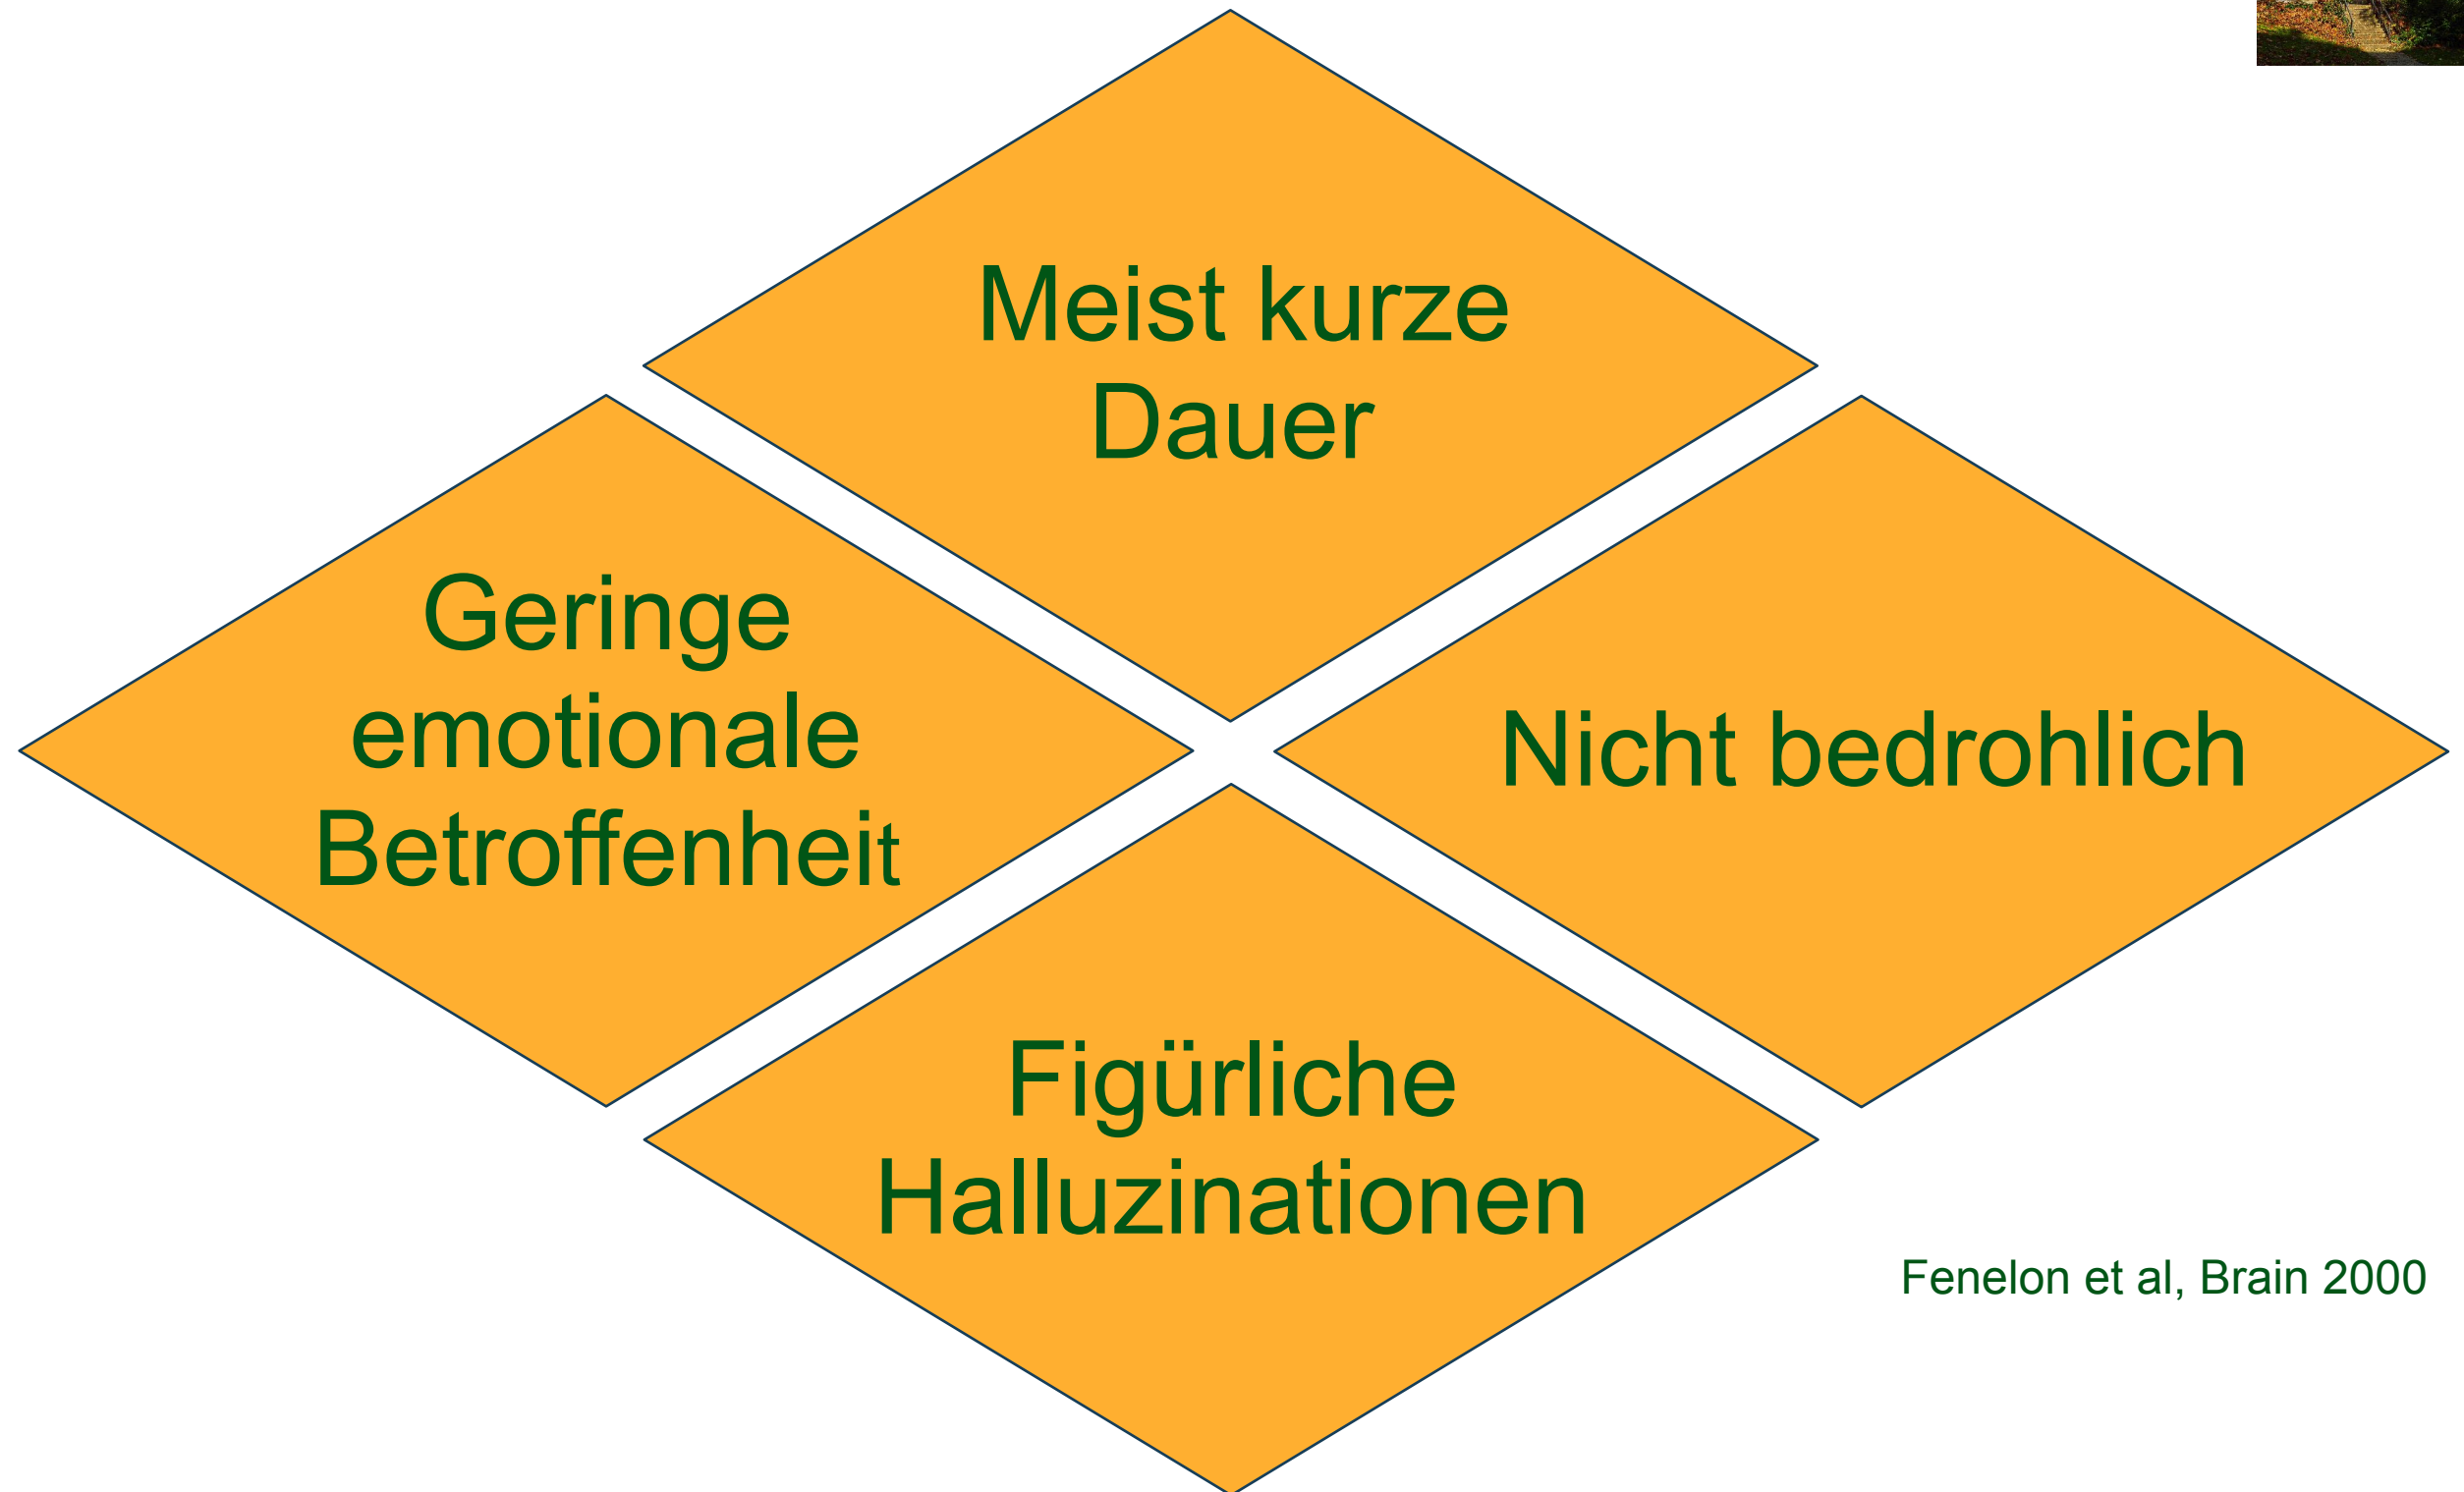 Meist kurze
Dauer
Geringe
emotionale
Betroffenheit
Nicht bedrohlich
Figürliche
Halluzinationen
Fenelon et al, Brain 2000